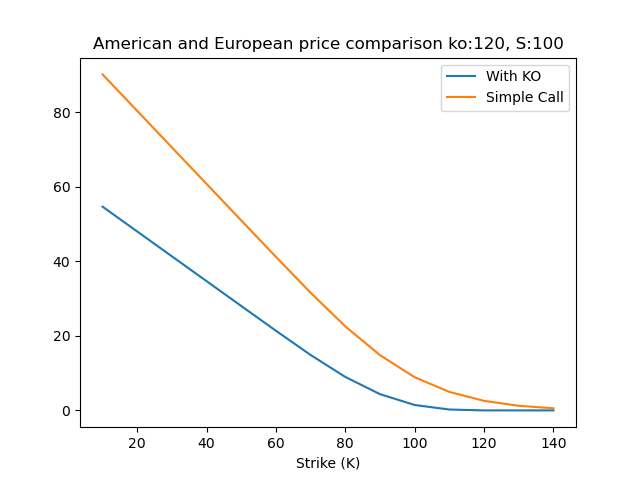 American and European price comparison ko:120, S:100
With KO
Simple Call
80
60
40
20
0
20 40 60 80 100 120 140
Strike (K)